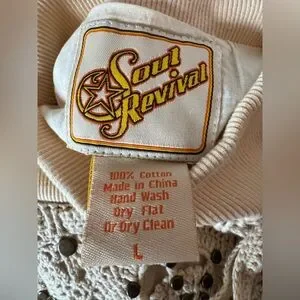 Soul
Revival
100% Cotton
Made in China
Hand Wash
Dry Flat
Or Dry Clean
L